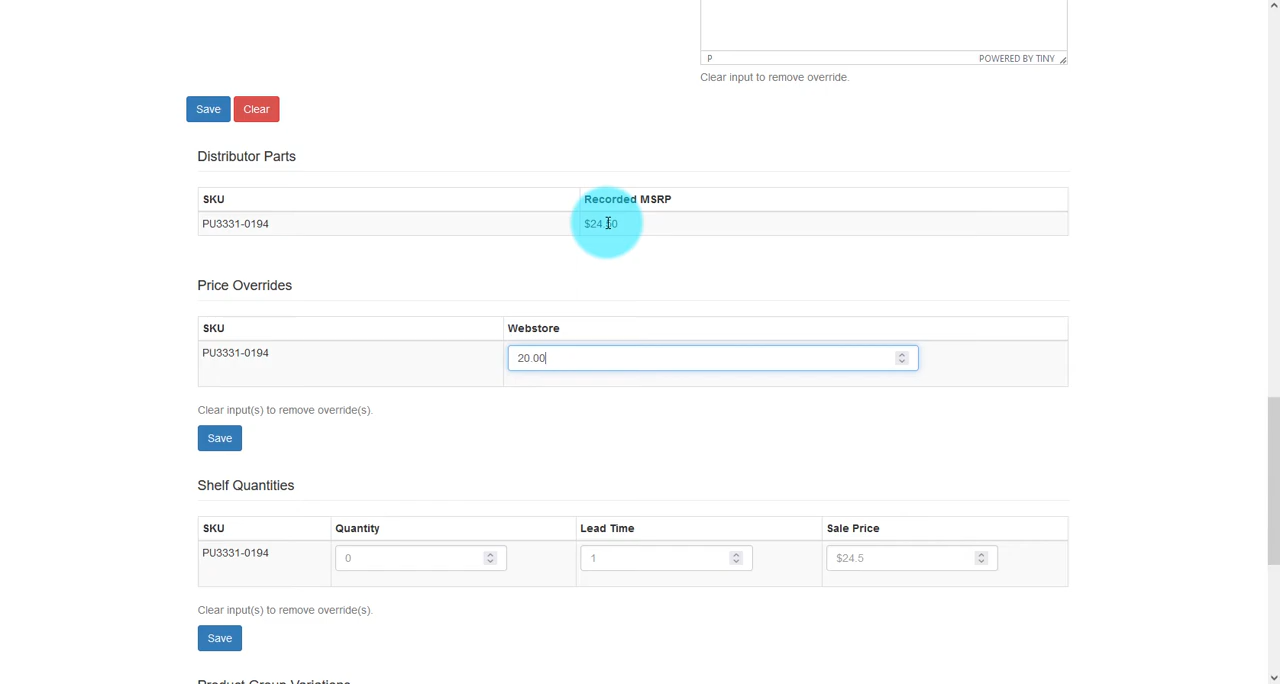 P POWERED BY TINY
Clear input to remove override.
Save Clear
Distributor Parts
SKU Recorded MSRP
PU3331-0194 $24.50
Price Overrides
SKU Webstore
PU3331-0194 20.00
Clear input(s) to remove override(s).
Save
Shelf Quantities
SKU Quantity Lead Time Sale Price
PU3331-0194 0 1 $24.5
Clear input(s) to remove override(s).
Save
Product Group Variations